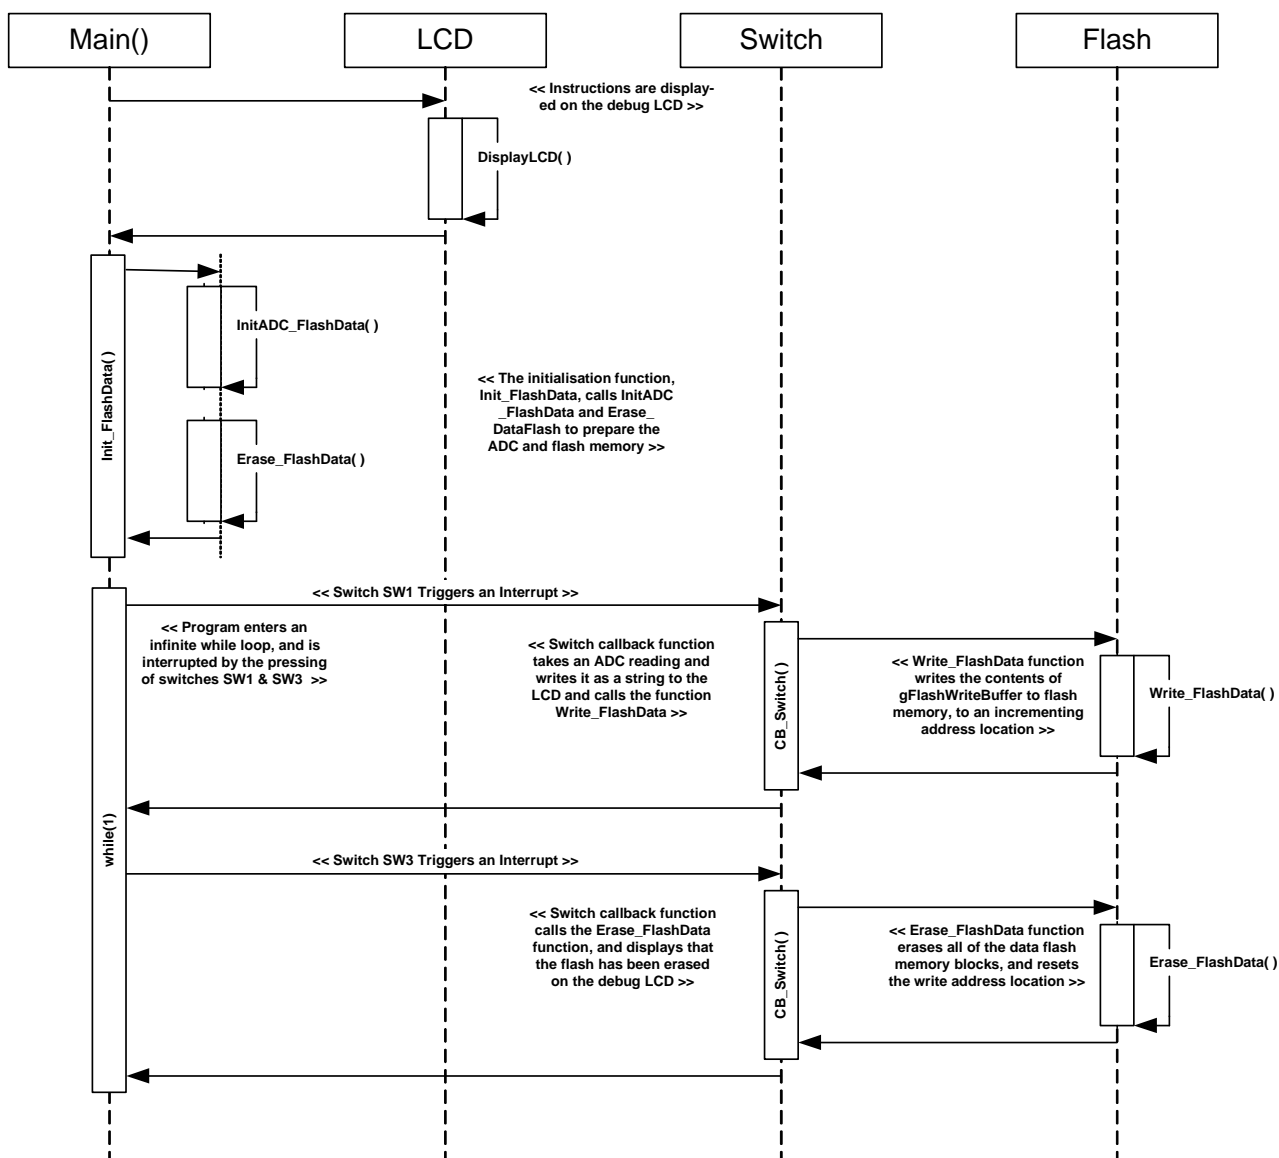 Main()
LCD
Switch
Flash
<< Instructions are display-
ed on the debug LCD >>
DisplayLCD( )
Init_FlashData( )
InitADC_FlashData( )
Erase_FlashData( )
<< The initialisation function,
Init_FlashData, calls InitADC
_FlashData and Erase_
DataFlash to prepare the
ADC and flash memory >>
while(1)
<< Switch SW1 Triggers an Interrupt >>
<< Program enters an
infinite while loop, and is
interrupted by the pressing
of switches SW1 & SW3 >>
<< Switch callback function
takes an ADC reading and
writes it as a string to the
LCD and calls the function
Write_FlashData >>
CB_Switch( )
<< Write_FlashData function
writes the contents of
gFlashWriteBuffer to flash
memory, to an incrementing
address location >>
Write_FlashData( )
<< Switch SW3 Triggers an Interrupt >>
<< Switch callback function
calls the Erase_FlashData
function, and displays that
the flash has been erased
on the debug LCD >>
CB_Switch( )
<< Erase_FlashData function
erases all of the data flash
memory blocks, and resets
the write address location >>
Erase_FlashData( )